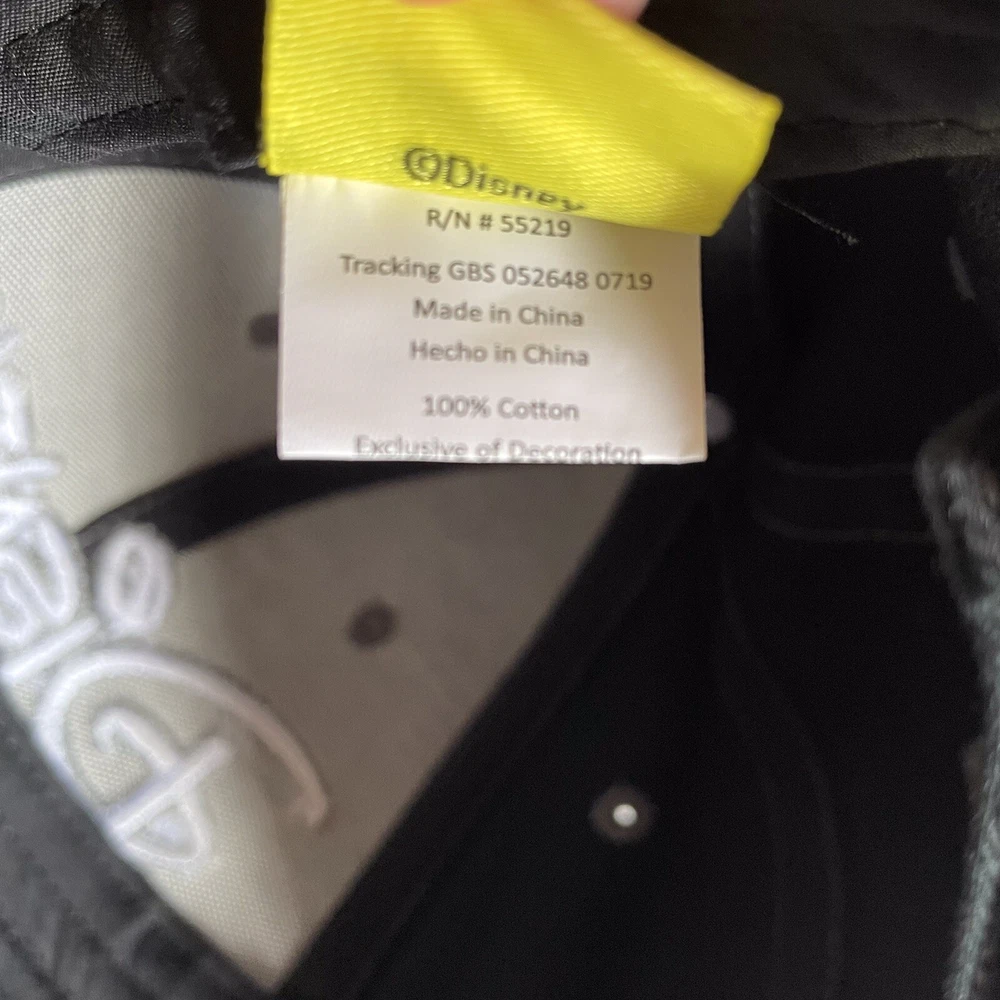 ©Disney
R/N # 55219
Tracking GBS 052648 0719
Made in China
Hecho in China
100% Cotton
Exclusive of Decoration